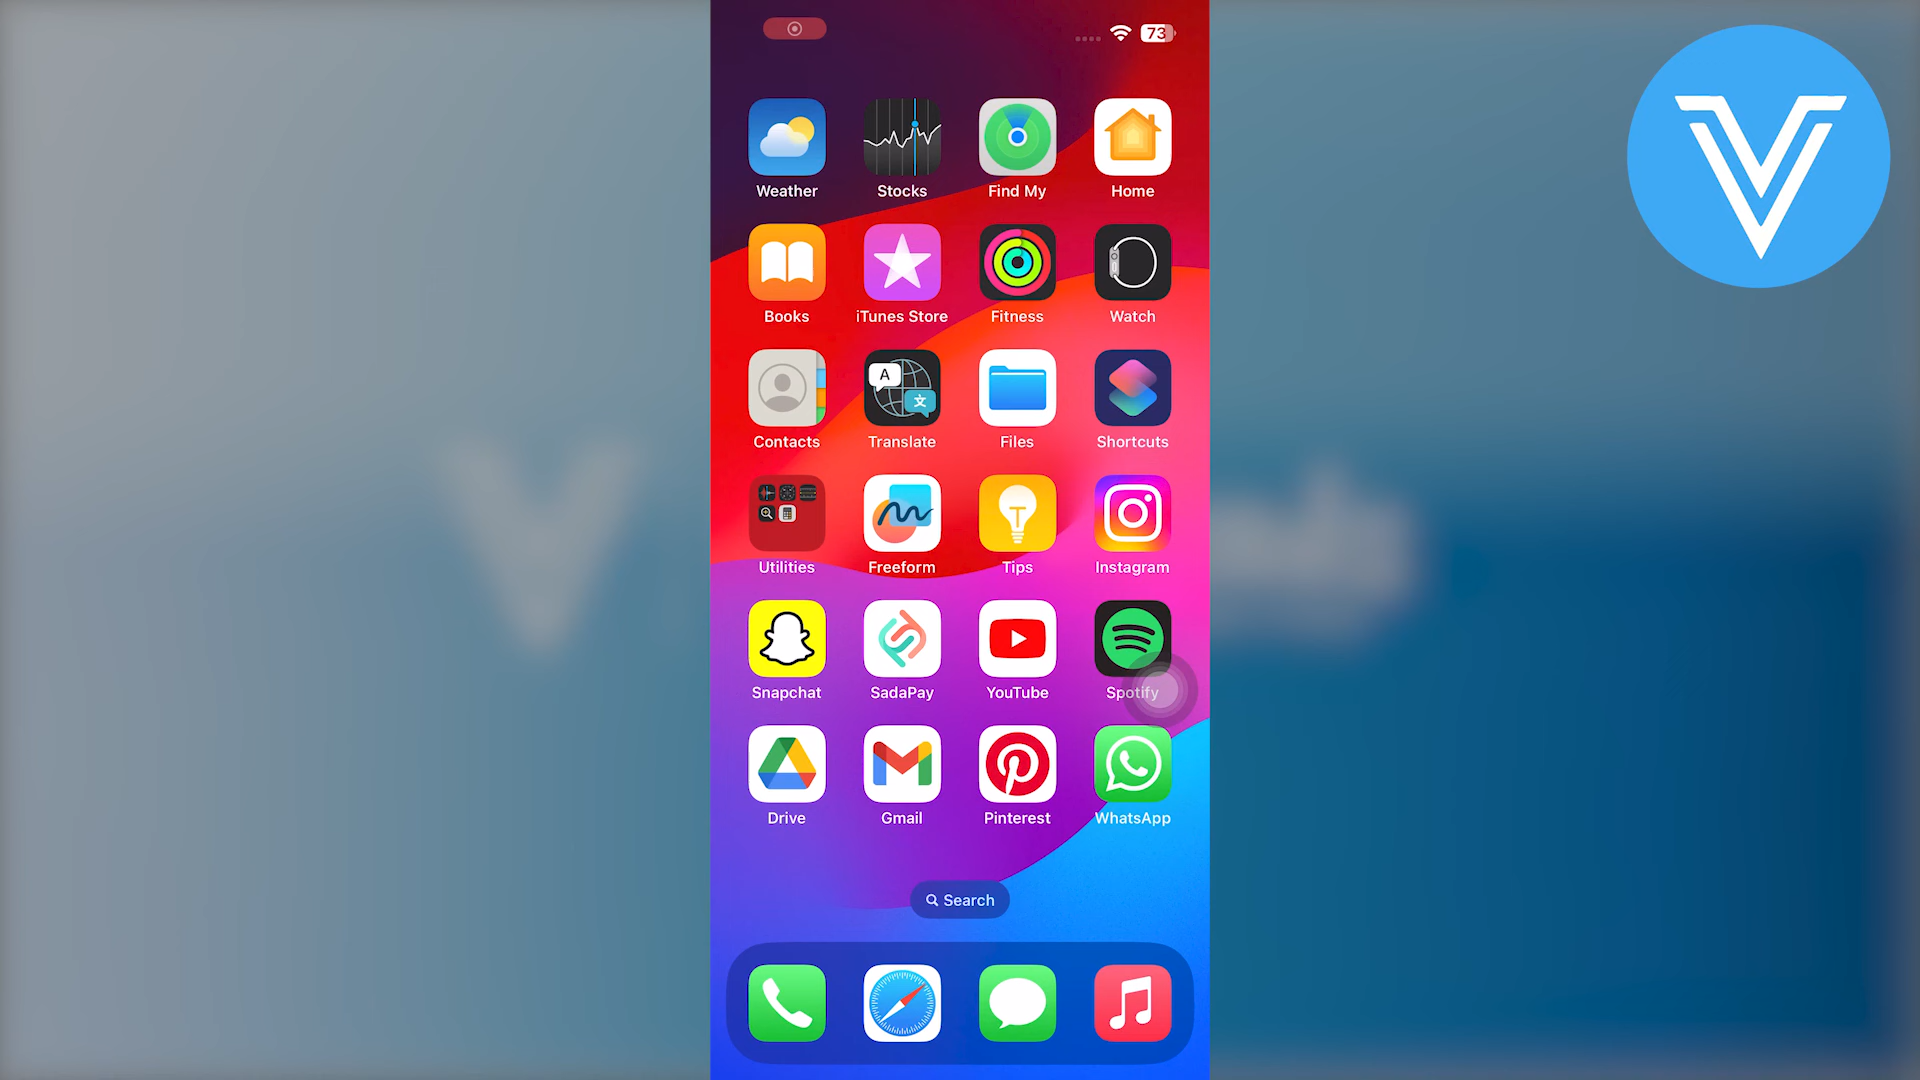 73
Weather Stocks Find My Home
Books iTunes Store Fitness Watch
A
文
Contacts Translate Files Shortcuts
T
Utilities Freeform Tips Instagram
Snapchat SadaPay YouTube Spotify
Drive Gmail Pinterest WhatsApp
Search